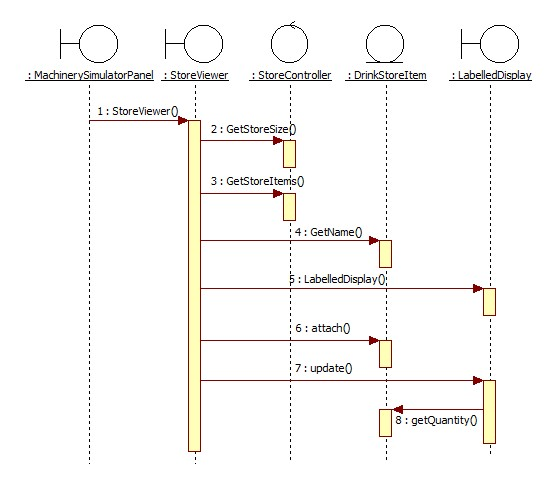 : MachinerySimulatorPanel : StoreViewer : StoreController : DrinkStoreItem : LabelledDisplay
1 : StoreViewer()
2 : GetStoreSize()
3 : GetStoreItems()
4 : GetName()
5 : LabelledDisplay()
6 : attach()
7 : update()
8 : getQuantity()